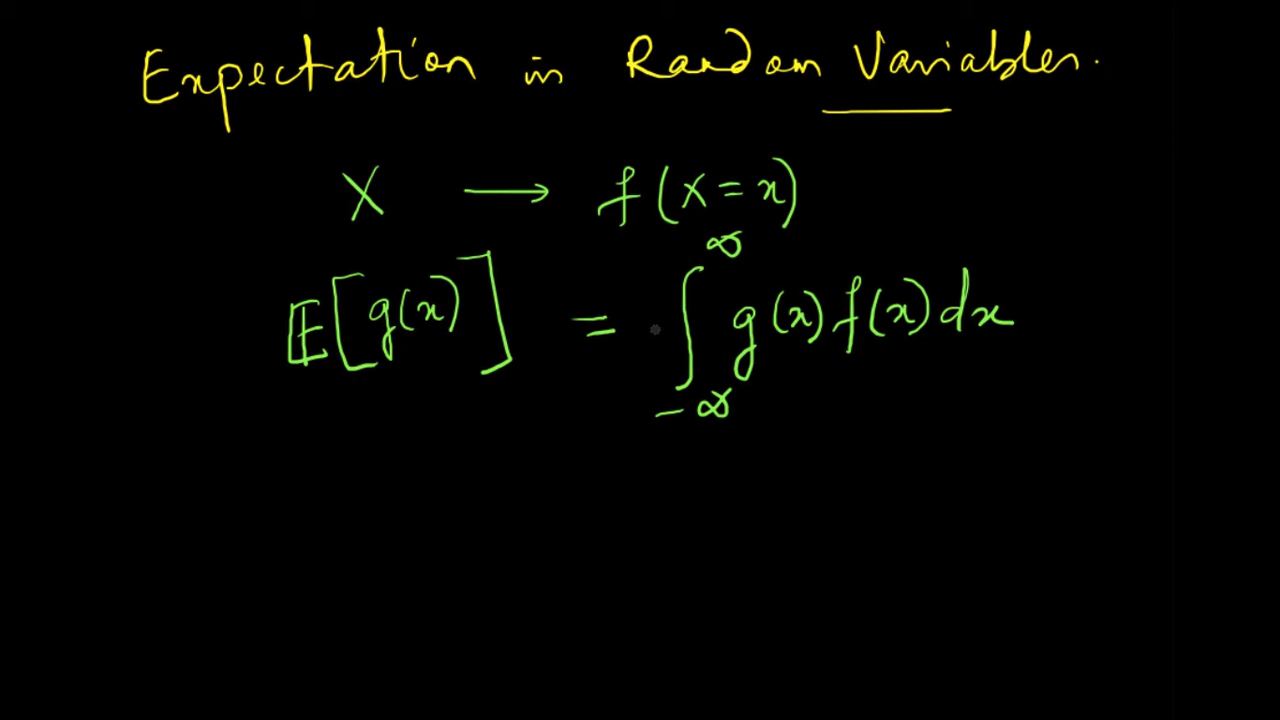 Expectation in Random Variables.
X → f(X=x)
E[g(x)] = ∫_{-∞}^{∞} g(x) f(x) dx